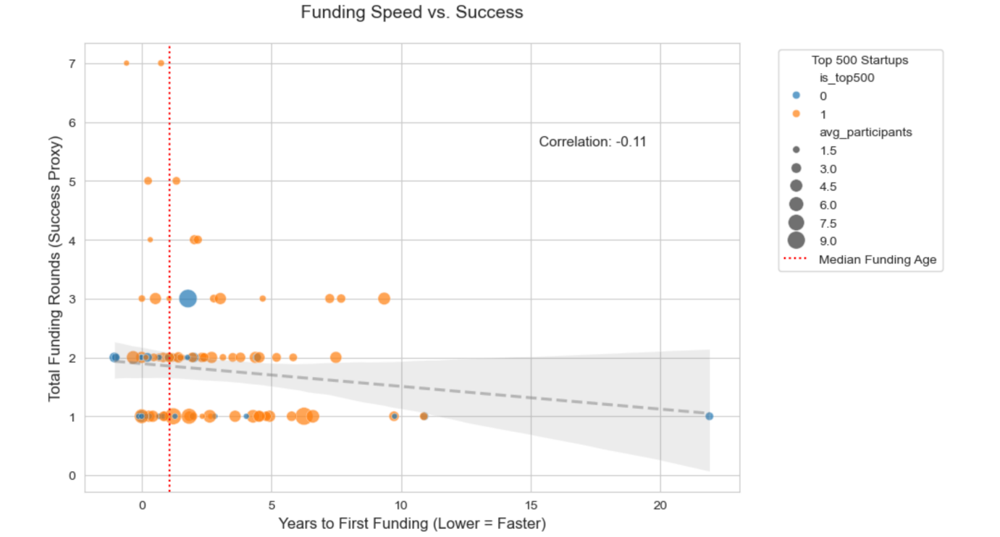 Funding Speed vs. Success
Total Funding Rounds (Success Proxy)
7
6
5
4
3
2
1
0
Correlation: -0.11
0
5
10
15
20
Years to First Funding (Lower = Faster)
Top 500 Startups
is_top500
0
1
avg_participants
1.5
3.0
4.5
6.0
7.5
9.0
Median Funding Age